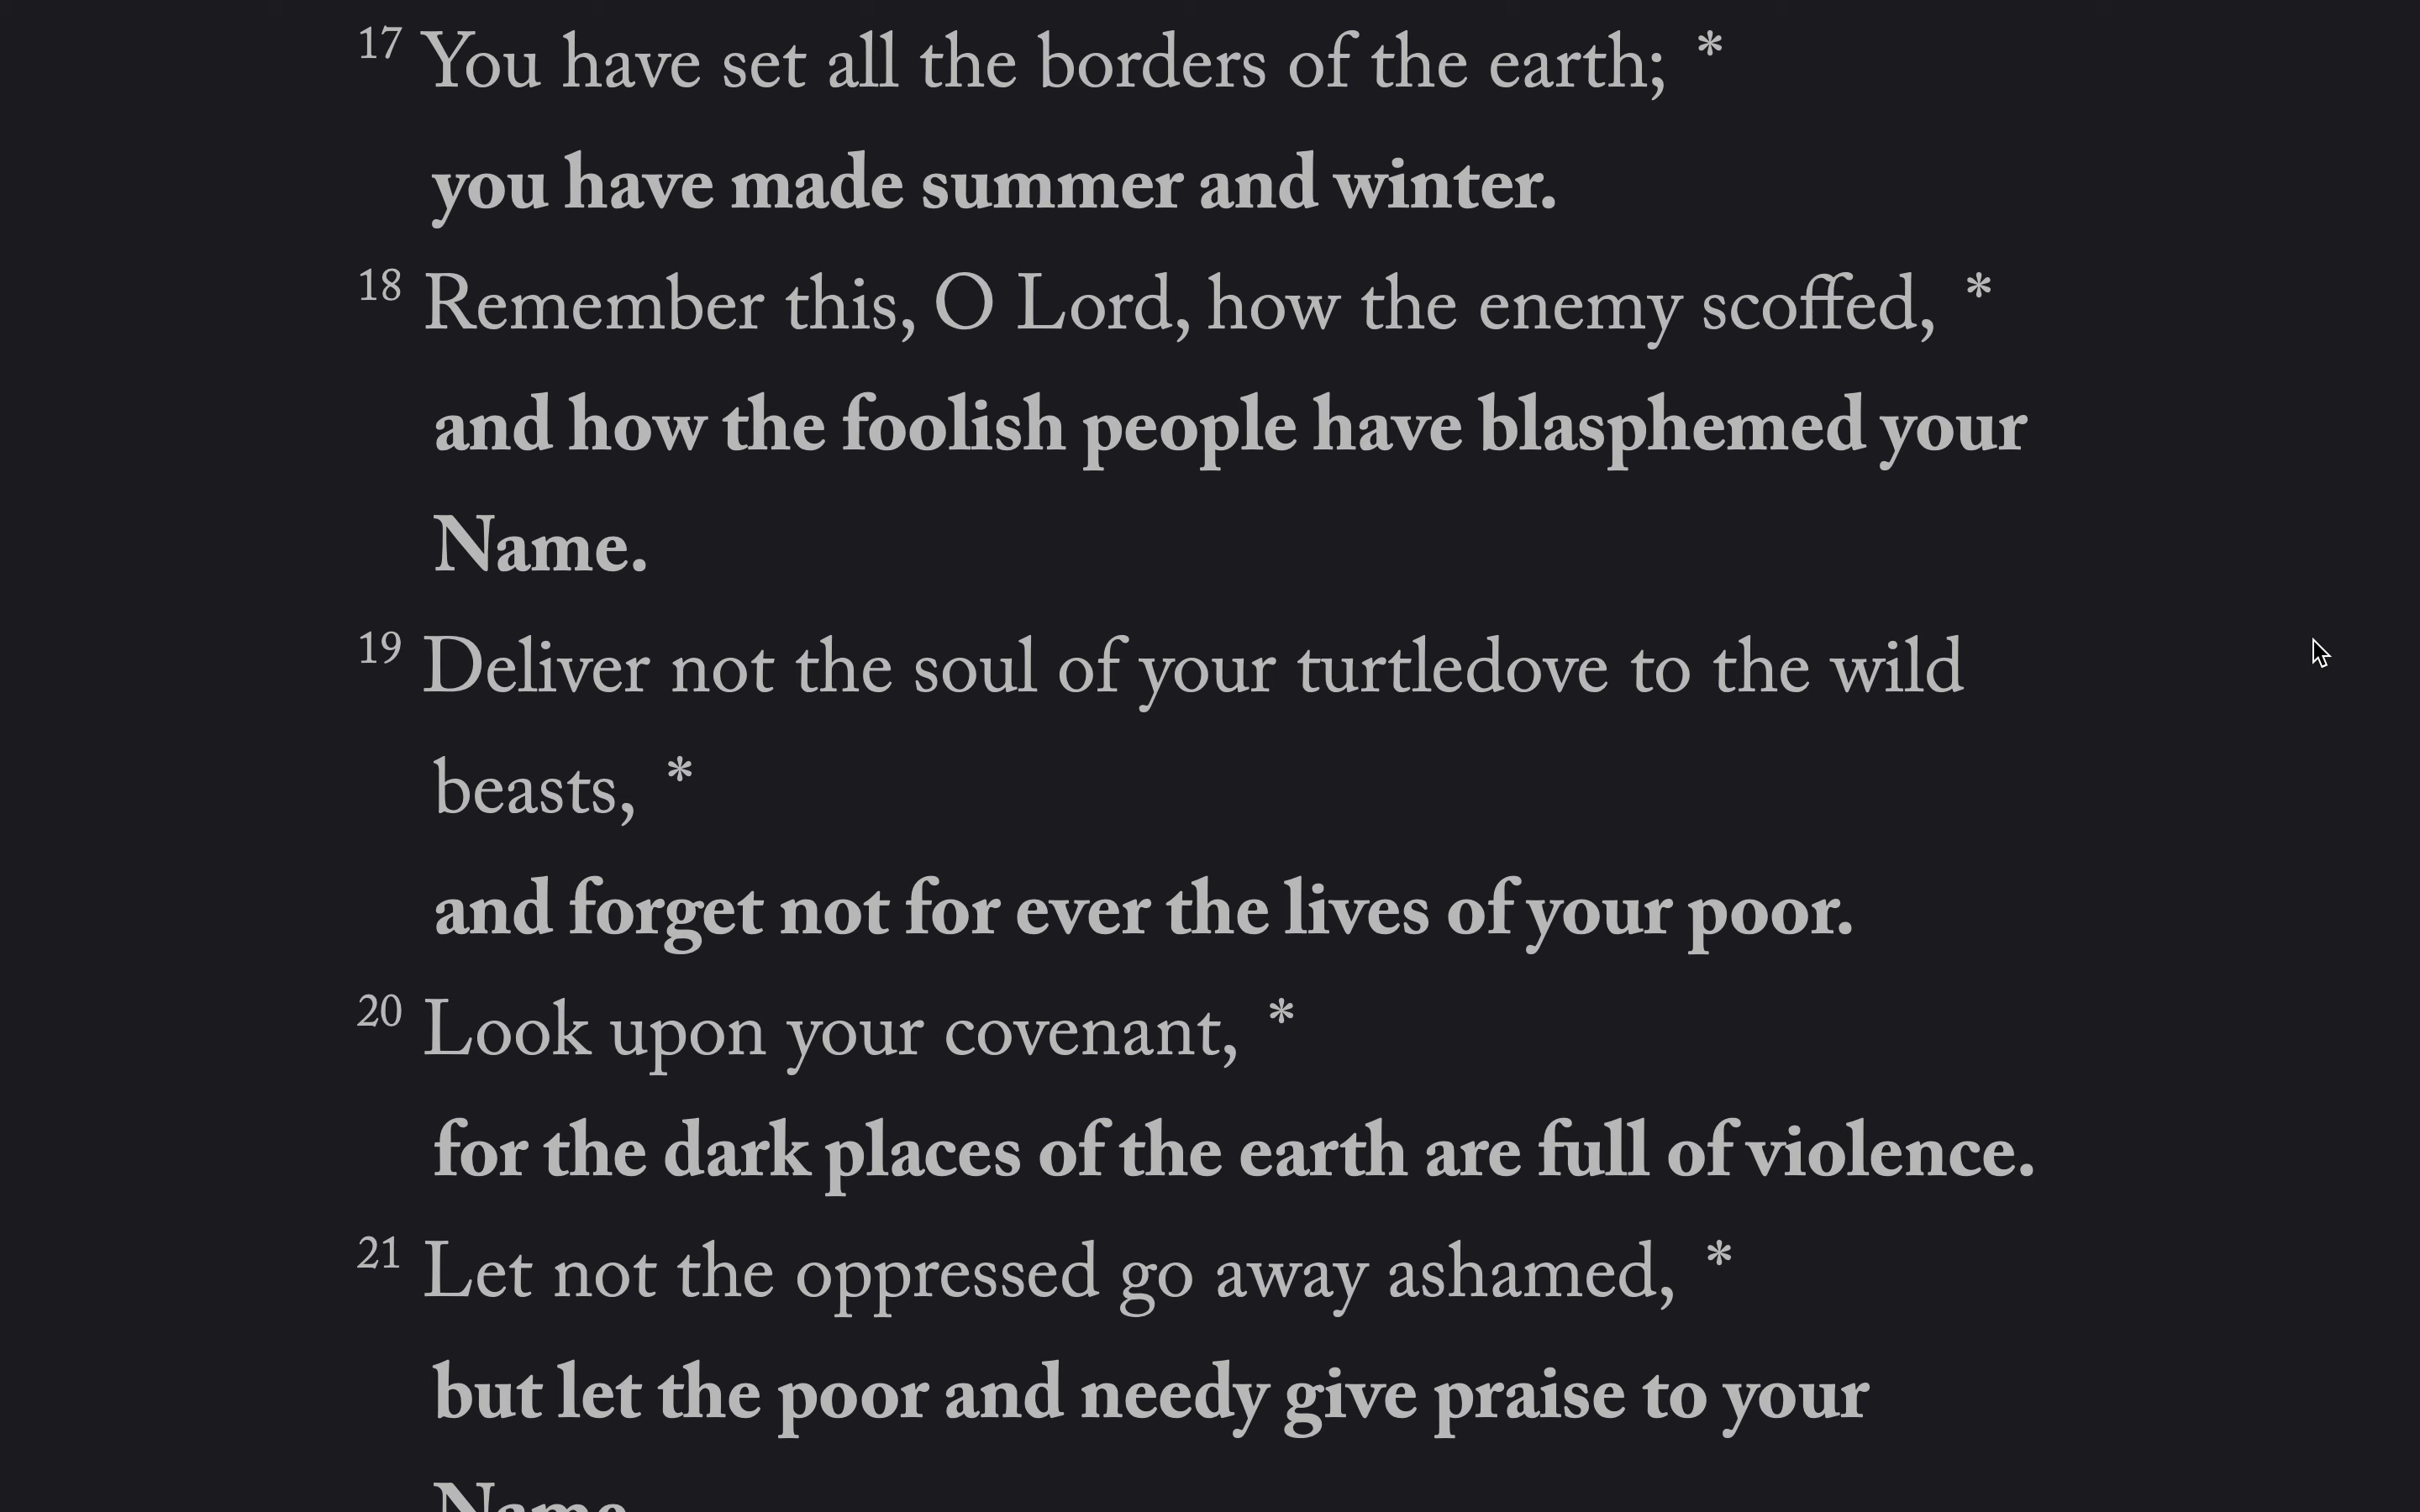 17 You have set all the borders of the earth; *
you have made summer and winter.
18 Remember this, O Lord, how the enemy scoffed, *
and how the foolish people have blasphemed your
Name.
19 Deliver not the soul of your turtledove to the wild
beasts, *
and forget not for ever the lives of your poor.
20 Look upon your covenant, *
for the dark places of the earth are full of violence.
21 Let not the oppressed go away ashamed, *
but let the poor and needy give praise to your
Name.